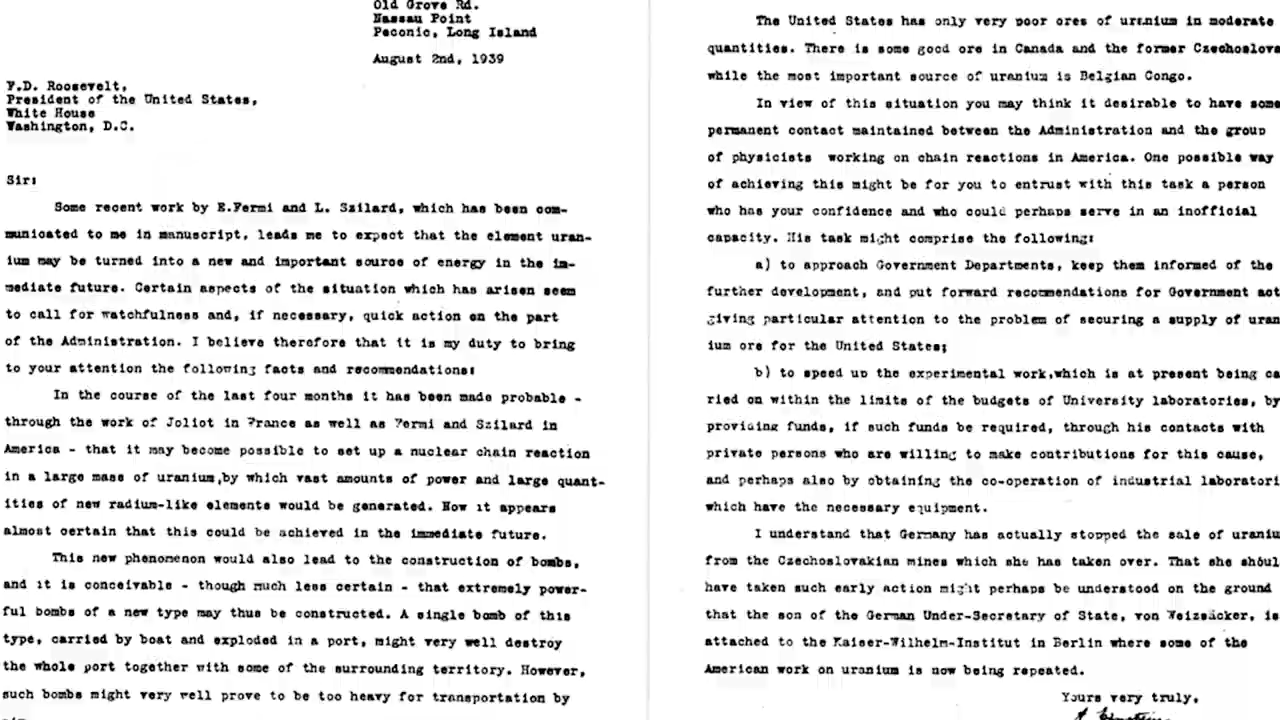 Old Grove Rd.
Nassau Point
Peconic, Long Island
August 2nd, 1939
F.D. Roosevelt,
President of the United States,
White House
Washington, D.C.
Sir:
Some recent work by E.Fermi and L. Szilard, which has been com-
municated to me in manuscript, leads me to expect that the element uran-
ium may be turned into a new and important source of energy in the im-
mediate future. Certain aspects of the situation which has arisen seem
to call for watchfulness and, if necessary, quick action on the part
of the Administration. I believe therefore that it is my duty to bring
to your attention the following facts and recommendations:
In the course of the last four months it has been made probable -
through the work of Joliot in France as well as Fermi and Szilard in
America - that it may become possible to set up a nuclear chain reaction
in a large mass of uranium,by which vast amounts of power and large quant-
ities of new radium-like elements would be generated. Now it appears
almost certain that this could be achieved in the immediate future.
This new phenomenon would also lead to the construction of bombs,
and it is conceivable - though much less certain - that extremely power-
ful bombs of a new type may thus be constructed. A single bomb of this
type, carried by boat and exploded in a port, might very well destroy
the whole port together with some of the surrounding territory. However,
such bombs might very well prove to be too heavy for transportation by
The United States has only very poor ores of uranium in moderate
quantities. There is some good ore in Canada and the former Czechoslova
while the most important source of uranium is Belgian Congo.
In view of this situation you may think it desirable to have some
permanent contact maintained between the Administration and the group
of physicists working on chain reactions in America. One possible way
of achieving this might be for you to entrust with this task a person
who has your confidence and who could perhaps serve in an inofficial
capacity. His task might comprise the following:
a) to approach Government Departments, keep them informed of the
further development, and put forward recommendations for Government act
giving particular attention to the problem of securing a supply of uran
ium ore for the United States;
b) to speed up the experimental work,which is at present being ca
ried on within the limits of the budgets of University laboratories, by
providing funds, if such funds be required, through his contacts with
private persons who are willing to make contributions for this cause,
and perhaps also by obtaining the co-operation of industrial laboratori
which have the necessary equipment.
I understand that Germany has actually stopped the sale of uraniu
from the Czechoslovakian mines which she has taken over. That she shoul
have taken such early action might perhaps be understood on the ground
that the son of the German Under-Secretary of State, von Weizsäcker, is
attached to the Kaiser-Wilhelm-Institut in Berlin where some of the
American work on uranium is now being repeated.
Yours very truly,